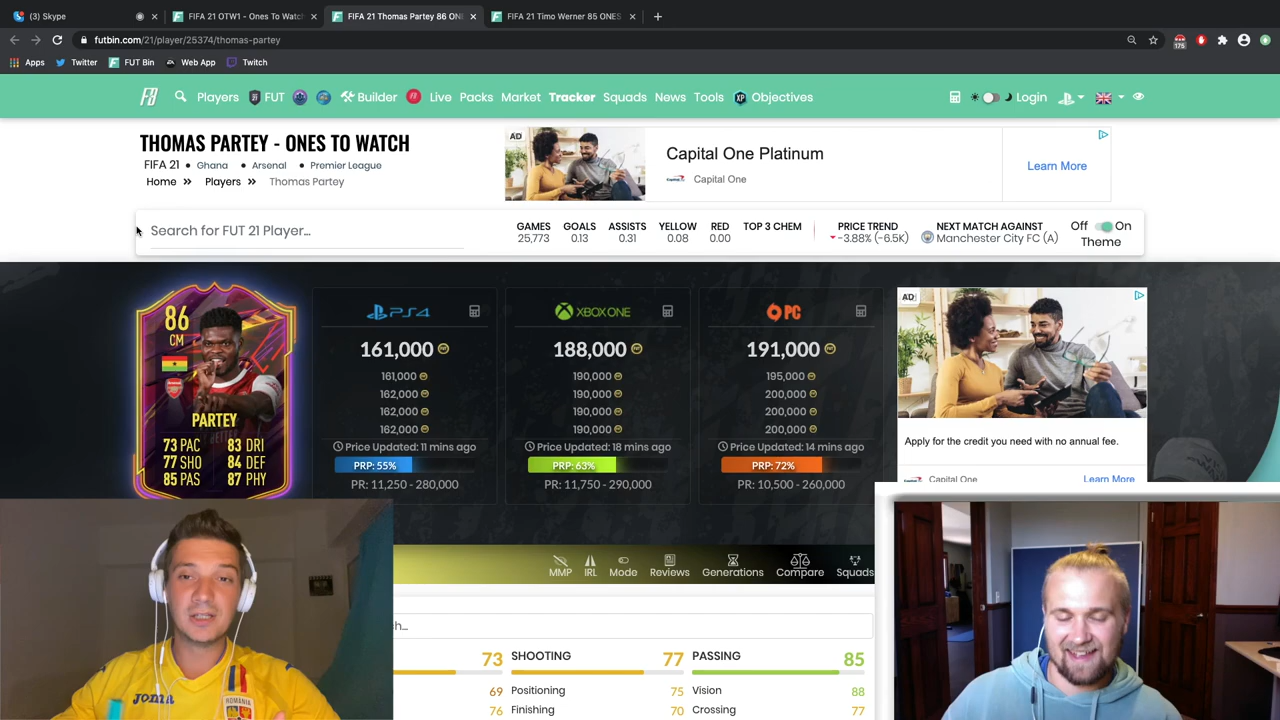 (3) Skype
FIFA 21 OTW1 - Ones To Watch
FIFA 21 Thomas Partey 86 ONE
FIFA 21 Timo Werner 85 ONES
futbin.com/21/player/25374/thomas-partey
175
Apps
Twitter
FUT Bin
Web App
Twitch
Players
FUT
Builder
Live
Packs
Market
Tracker
Squads
News
Tools
XP
Objectives
Login
THOMAS PARTEY - ONES TO WATCH
FIFA 21 • Ghana • Arsenal • Premier League
Home » Players » Thomas Partey
AD
Capital One Platinum
Capital One
Learn More
Search for FUT 21 Player...
GAMES GOALS ASSISTS YELLOW RED TOP 3 CHEM
25,773 0.13 0.31 0.08 0.00
PRICE TREND
-3.88% (-6.5K)
NEXT MATCH AGAINST
Manchester City FC (A)
Off On
Theme
86
CM
PARTEY
73 PAC 83 DRI
77 SHO 84 DEF
85 PAS 87 PHY
PS4
161,000
161,000
162,000
162,000
162,000
Price Updated: 11 mins ago
PRP: 55%
PR: 11,250 - 280,000
XBOX ONE
188,000
190,000
190,000
190,000
190,000
Price Updated: 18 mins ago
PRP: 63%
PR: 11,750 - 290,000
PC
191,000
195,000
200,000
200,000
200,000
Price Updated: 14 mins ago
PRP: 72%
PR: 10,500 - 260,000
AD
Apply for the credit you need with no annual fee.
Capital One
Learn More
MMP
IRL
Mode
Reviews
Generations
Compare
Squads
ch...
73
SHOOTING 77
PASSING 85
69
Positioning 75
Vision 88
76
Finishing 70
Crossing 77
Joma
ROMÂNIA